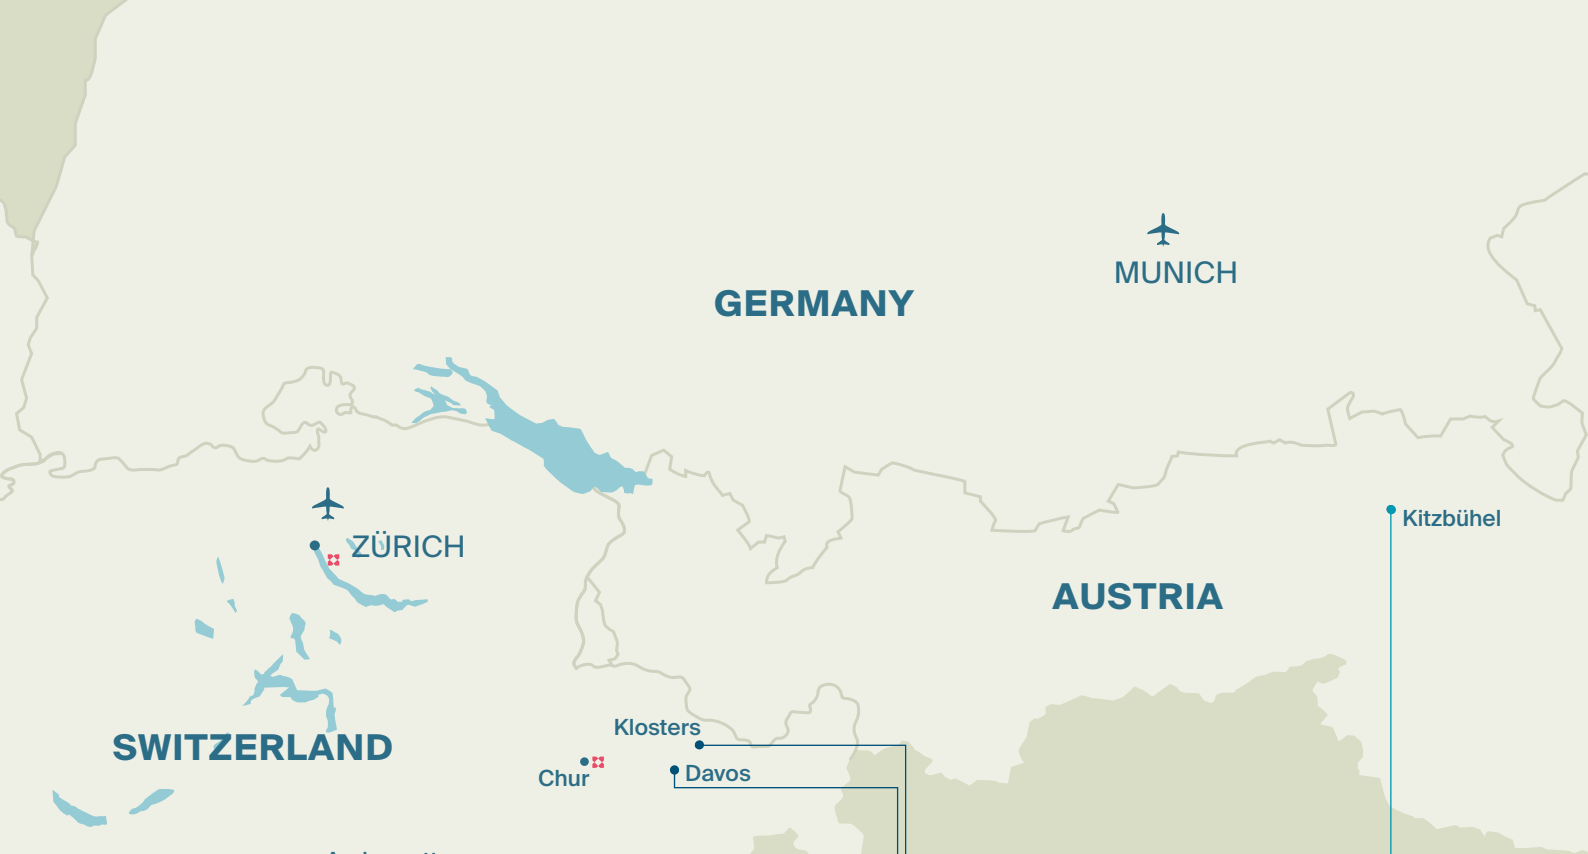 MUNICH
GERMANY
Kitzbühel
ZÜRICH
AUSTRIA
Klosters
SWITZERLAND
Chur
Davos